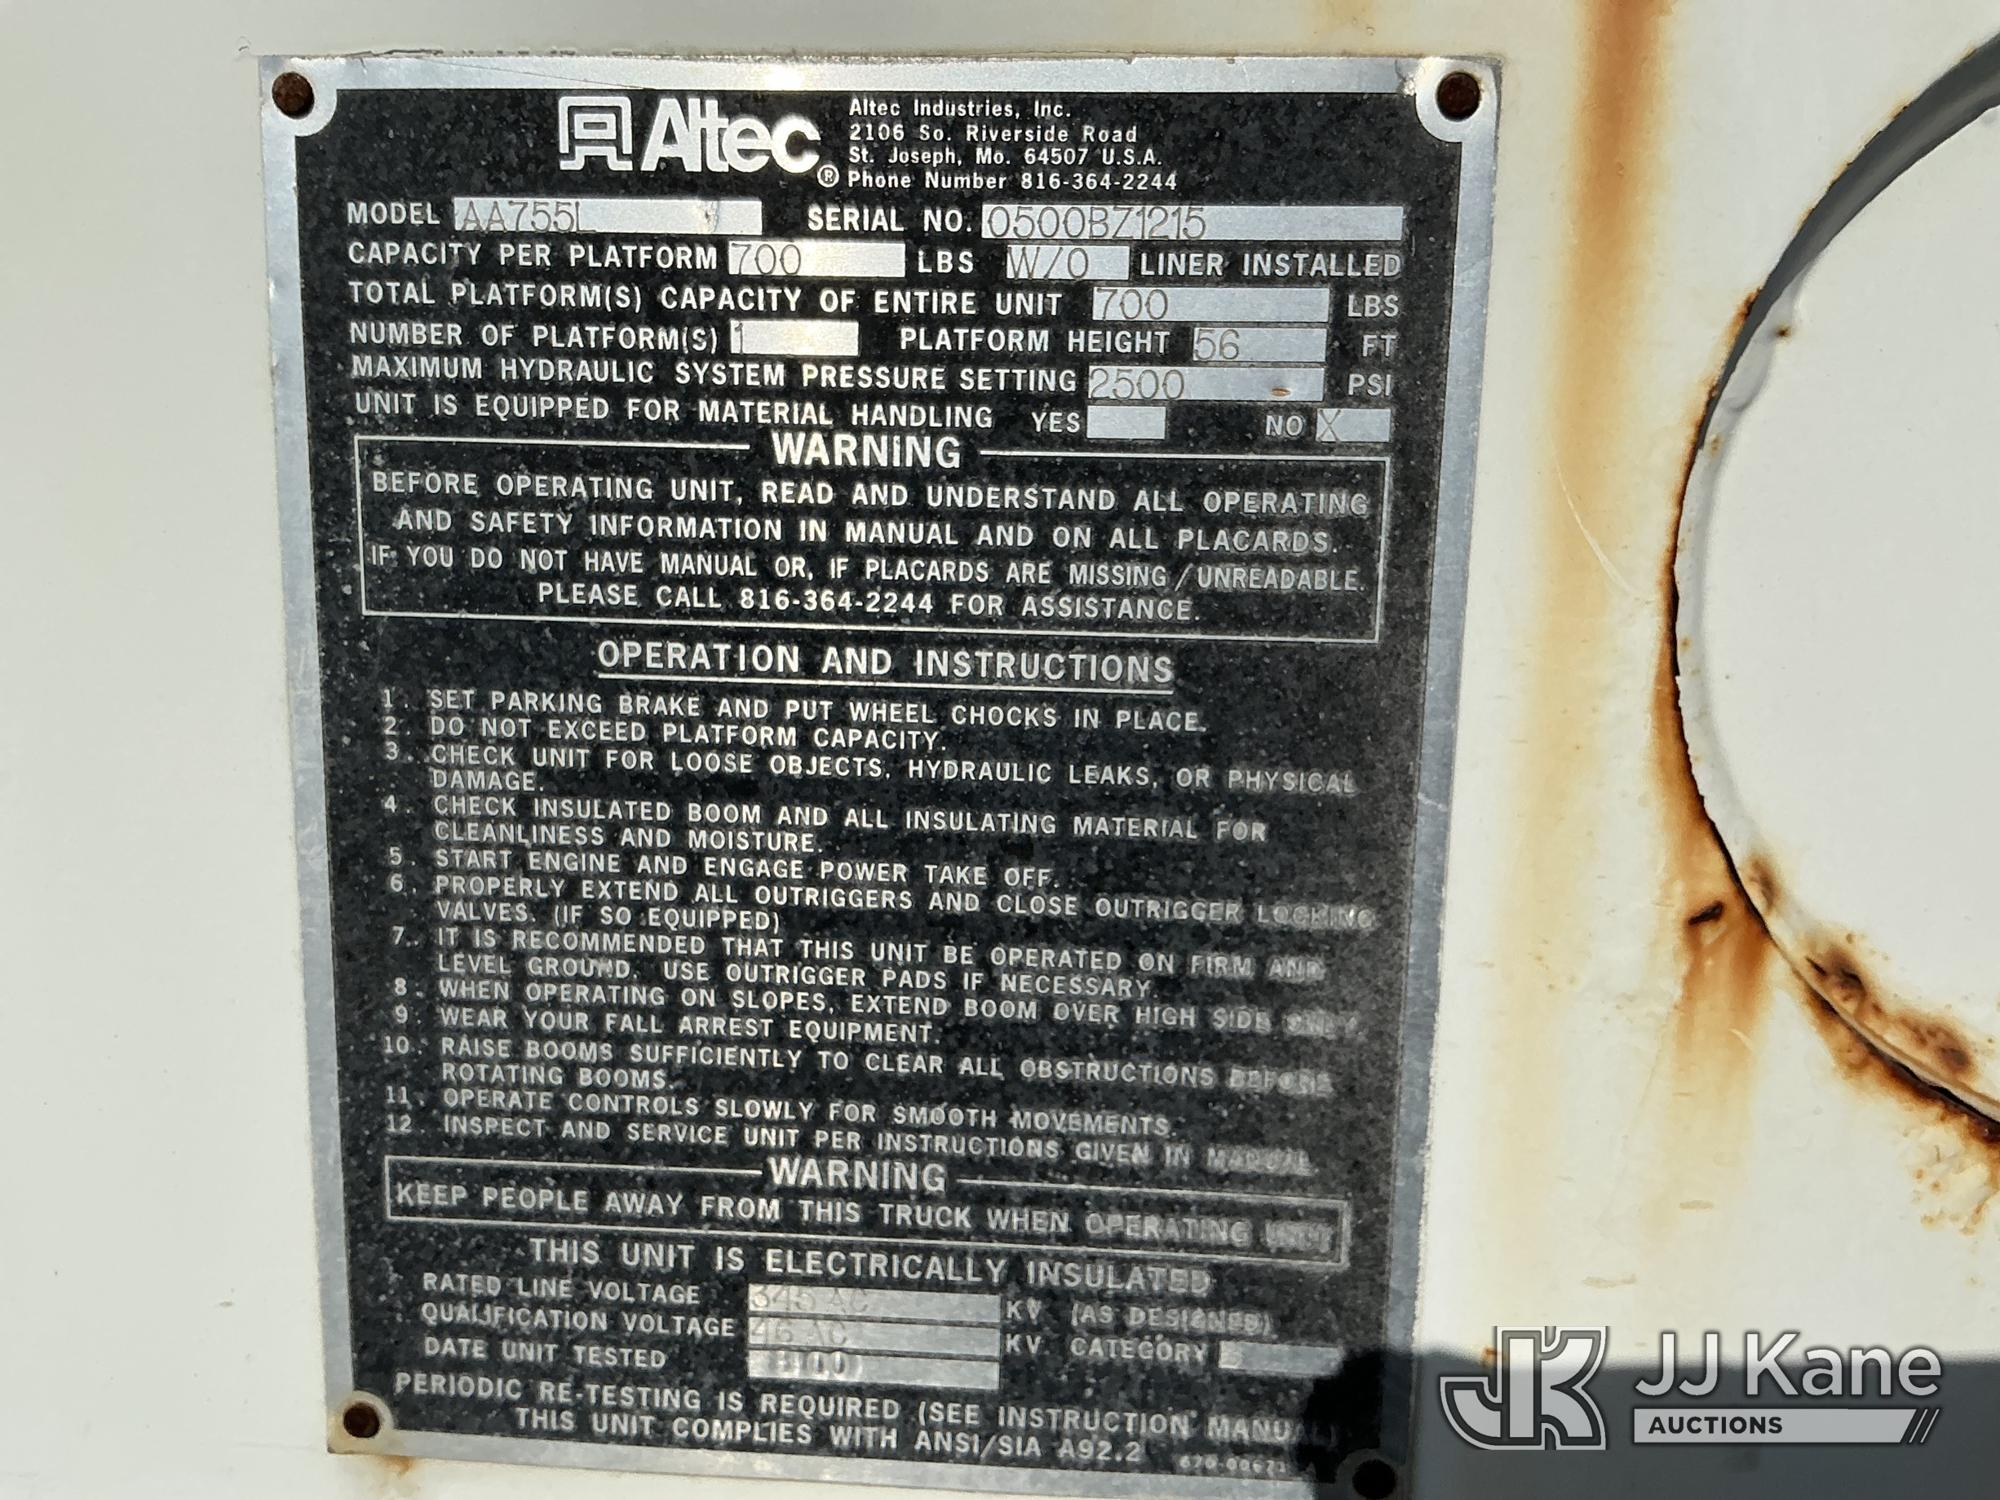 Altec®
Altec Industries, Inc.
2106 So. Riverside Road
St. Joseph, Mo. 64507 U.S.A.
Phone Number 816-364-2244
MODEL AA755L SERIAL NO. 0500BZ1215
CAPACITY PER PLATFORM 700 LBS W/O LINER INSTALLED
TOTAL PLATFORM(S) CAPACITY OF ENTIRE UNIT 700 LBS
NUMBER OF PLATFORM(S) 1 PLATFORM HEIGHT 56 FT
MAXIMUM HYDRAULIC SYSTEM PRESSURE SETTING 2500 PSI
UNIT IS EQUIPPED FOR MATERIAL HANDLING YES NO X
WARNING
BEFORE OPERATING UNIT, READ AND UNDERSTAND ALL OPERATING
AND SAFETY INFORMATION IN MANUAL AND ON ALL PLACARDS.
IF YOU DO NOT HAVE MANUAL OR, IF PLACARDS ARE MISSING/UNREADABLE.
PLEASE CALL 816-364-2244 FOR ASSISTANCE.
OPERATION AND INSTRUCTIONS
1. SET PARKING BRAKE AND PUT WHEEL CHOCKS IN PLACE.
2. DO NOT EXCEED PLATFORM CAPACITY.
3. CHECK UNIT FOR LOOSE OBJECTS, HYDRAULIC LEAKS, OR PHYSICAL
DAMAGE.
4. CHECK INSULATED BOOM AND ALL INSULATING MATERIAL FOR
CLEANLINESS AND MOISTURE.
5. START ENGINE AND ENGAGE POWER TAKE OFF.
6. PROPERLY EXTEND ALL OUTRIGGERS AND CLOSE OUTRIGGER LOCKING
VALVES. (IF SO EQUIPPED)
7. IT IS RECOMMENDED THAT THIS UNIT BE OPERATED ON FIRM AND
LEVEL GROUND. USE OUTRIGGER PADS IF NECESSARY.
8. WHEN OPERATING ON SLOPES, EXTEND BOOM OVER HIGH SIDE ONLY.
9. WEAR YOUR FALL ARREST EQUIPMENT.
10. RAISE BOOMS SUFFICIENTLY TO CLEAR ALL OBSTRUCTIONS BEFORE
ROTATING BOOMS.
11. OPERATE CONTROLS SLOWLY FOR SMOOTH MOVEMENTS.
12. INSPECT AND SERVICE UNIT PER INSTRUCTIONS GIVEN IN MANUAL.
WARNING
KEEP PEOPLE AWAY FROM THIS TRUCK WHEN OPERATING UNIT
THIS UNIT IS ELECTRICALLY INSULATED
RATED LINE VOLTAGE 345 AC KV (AS DESIGNED)
QUALIFICATION VOLTAGE 46 AC KV CATEGORY
DATE UNIT TESTED
PERIODIC RE-TESTING IS REQUIRED (SEE INSTRUCTION MANUAL)
THIS UNIT COMPLIES WITH ANSI/SIA A92.2 670-00671
JK JJ Kane
AUCTIONS